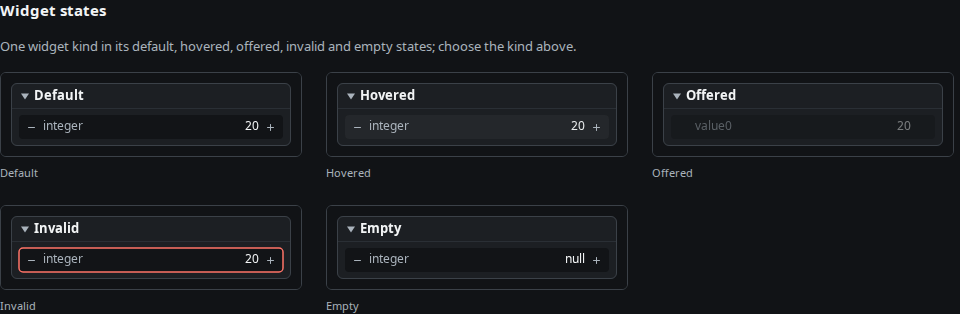 Widget states
One widget kind in its default, hovered, offered, invalid and empty states; choose the kind above.
Default
− integer 20 +
Default
Hovered
− integer 20 +
Hovered
Offered
value0 20
Offered
Invalid
− integer 20 +
Invalid
Empty
− integer null +
Empty